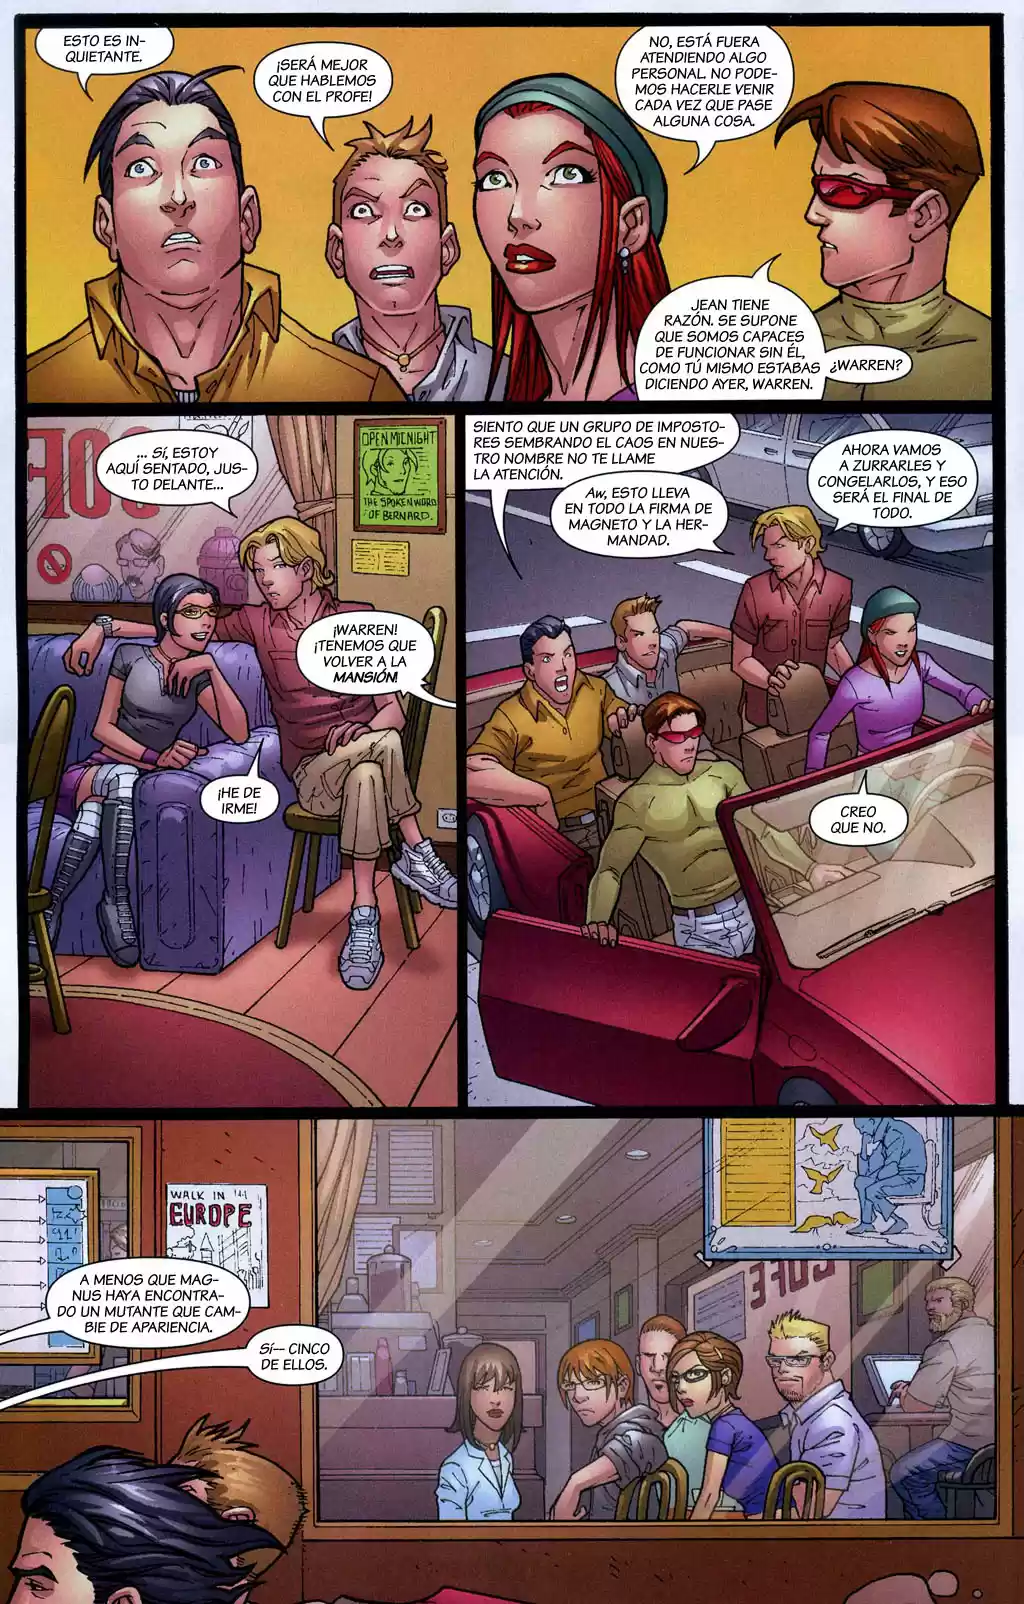 ESTO ES IN-
QUIETANTE.
¡SERÁ MEJOR
QUE HABLEMOS
CON EL PROFE!
NO, ESTÁ FUERA
ATENDIENDO ALGO
PERSONAL. NO PODE-
MOS HACERLE VENIR
CADA VEZ QUE PASE
ALGUNA COSA.
JEAN TIENE
RAZÓN. SE SUPONE
QUE SOMOS CAPACES
DE FUNCIONAR SIN ÉL,
COMO TÚ MISMO ESTABAS
DICIENDO AYER, WARREN.
¿WARREN?
... SÍ, ESTOY
AQUÍ SENTADO, JUS-
TO DELANTE...
OPEN MICNIGHT
THE SPOKEN WORD
OF BERNARD.
¡WARREN!
¡TENEMOS QUE
VOLVER A LA
MANSIÓN!
¡HE DE
IRME!
SIENTO QUE UN GRUPO DE IMPOSTO-
RES SEMBRANDO EL CAOS EN NUES-
TRO NOMBRE NO TE LLAME
LA ATENCIÓN.
AW, ESTO LLEVA
EN TODO LA FIRMA DE
MAGNETO Y LA HER-
MANDAD.
AHORA VAMOS
A ZURRARLES Y
CONGELARLOS, Y ESO
SERÁ EL FINAL DE
TODO.
CREO
QUE NO.
WALK IN
EUROPE
A MENOS QUE MAG-
NUS HAYA ENCONTRA-
DO UN MUTANTE QUE CAM-
BIE DE APARIENCIA.
SÍ-- CINCO
DE ELLOS.